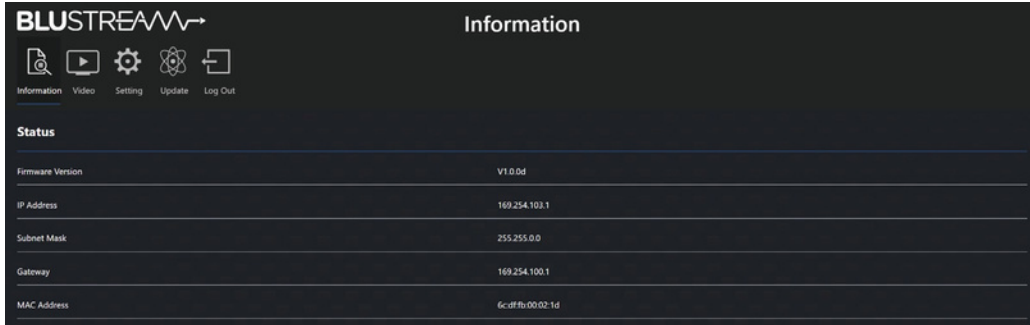 BLUSTREAM
Information
Information Video Setting Update Log Out
Status
Firmware Version V1.0.0d
IP Address 169.254.103.1
Subnet Mask 255.255.0.0
Gateway 169.254.100.1
MAC Address 6c:df:fb:00:02:1d